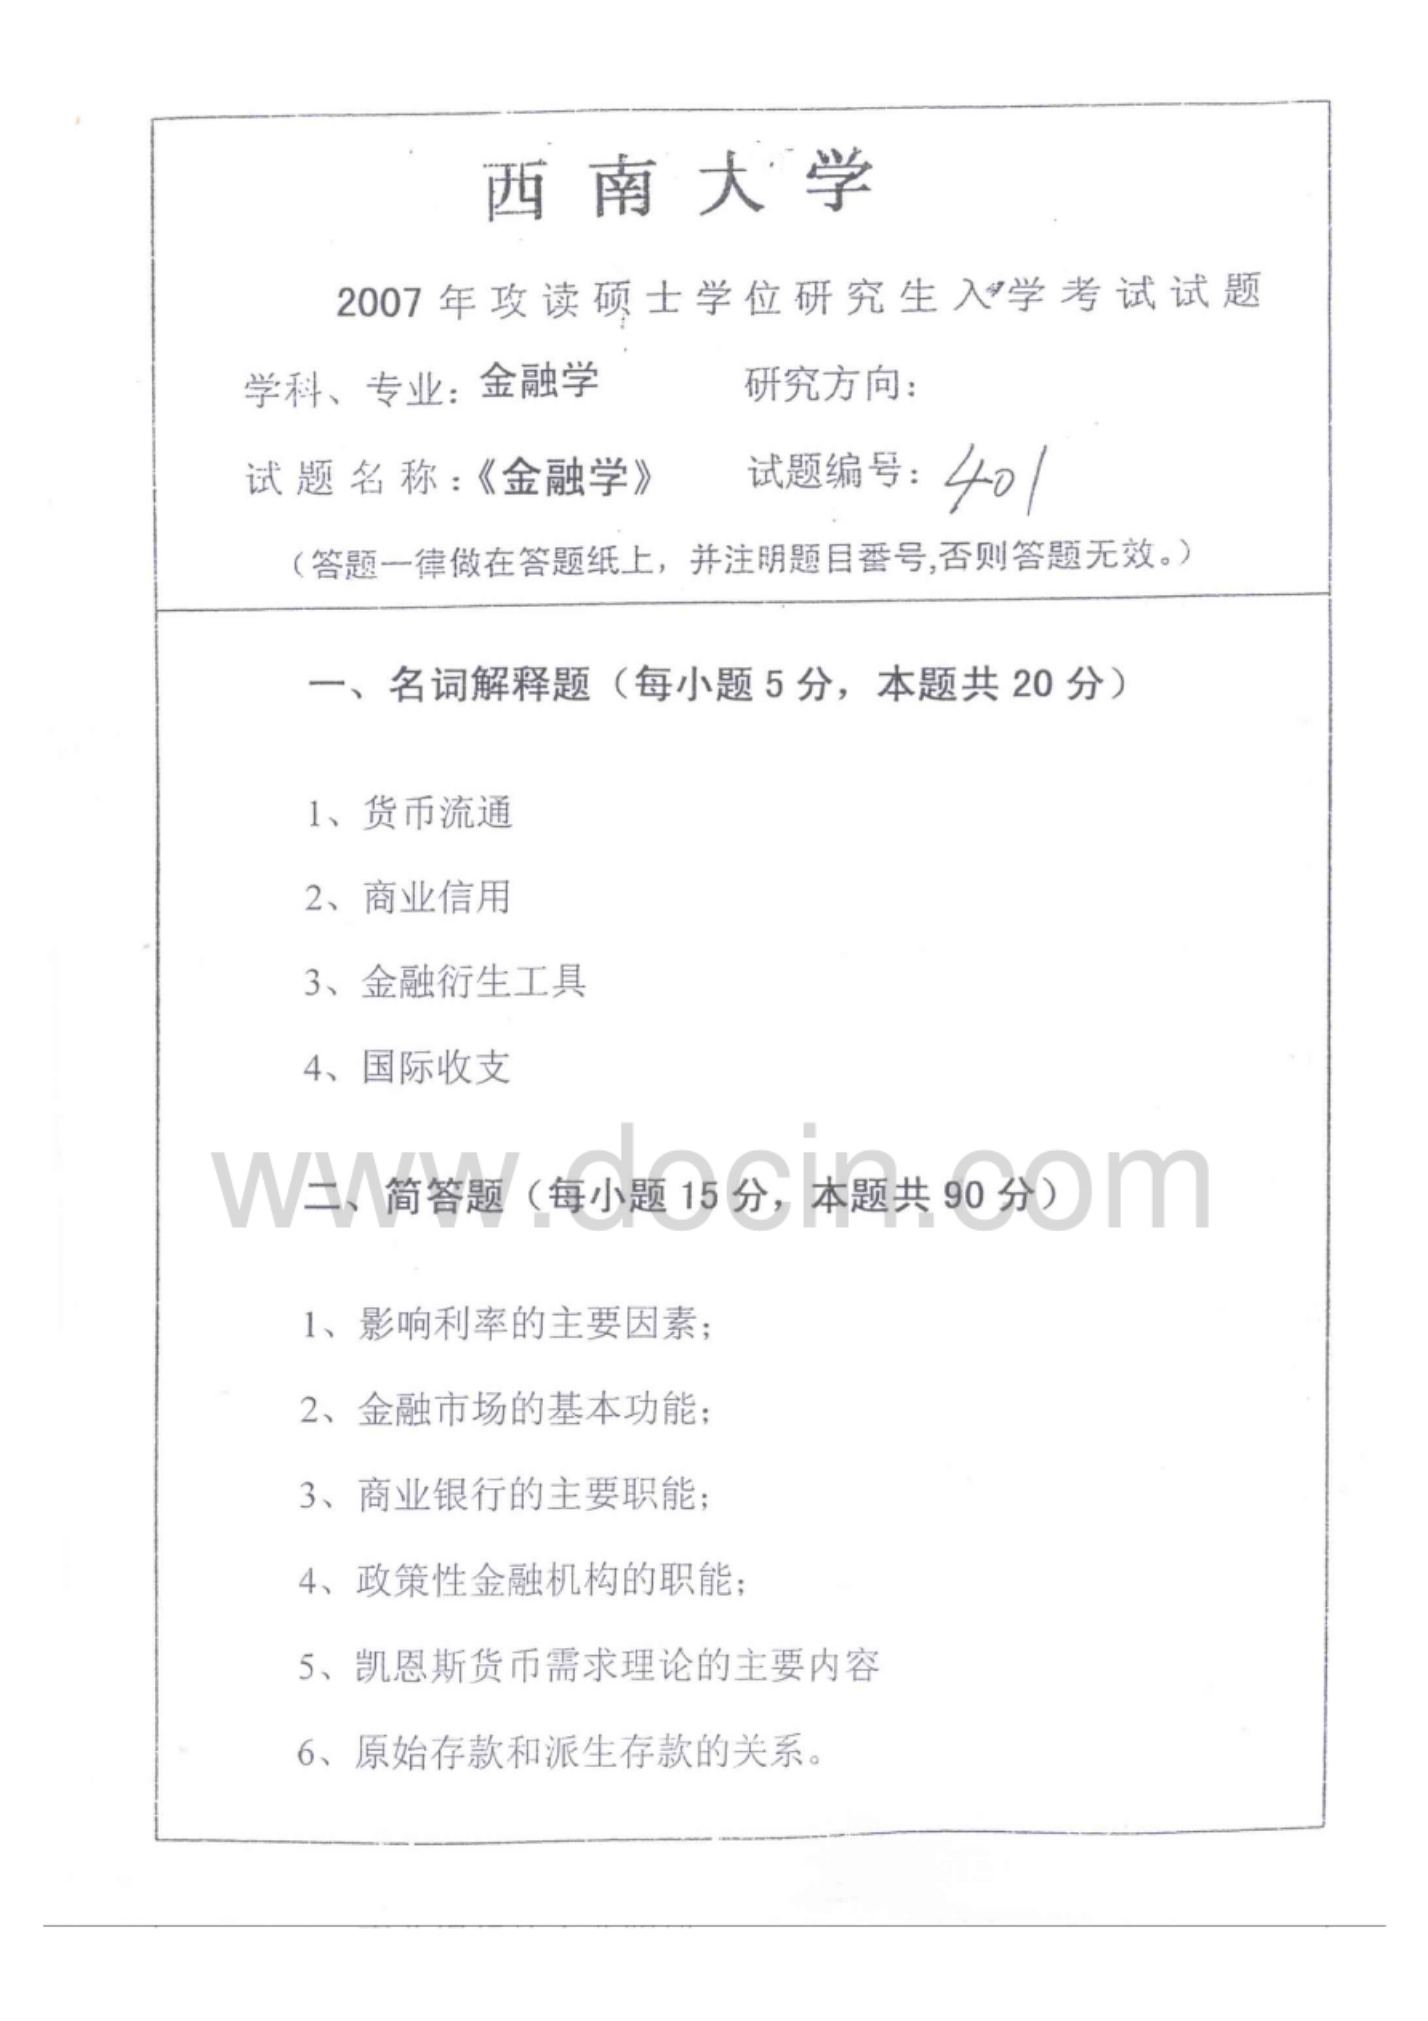 西南大学
2007年攻读硕士学位研究生入学考试试题
学科、专业：金融学 研究方向：
试题名称：《金融学》 试题编号：401
（答题一律做在答题纸上，并注明题目番号,否则答题无效。）
一、名词解释题（每小题5分，本题共20分）
1、货币流通
2、商业信用
3、金融衍生工具
4、国际收支
www.docin.com
二、简答题（每小题15分，本题共90分）
1、影响利率的主要因素；
2、金融市场的基本功能；
3、商业银行的主要职能；
4、政策性金融机构的职能；
5、凯恩斯货币需求理论的主要内容
6、原始存款和派生存款的关系。